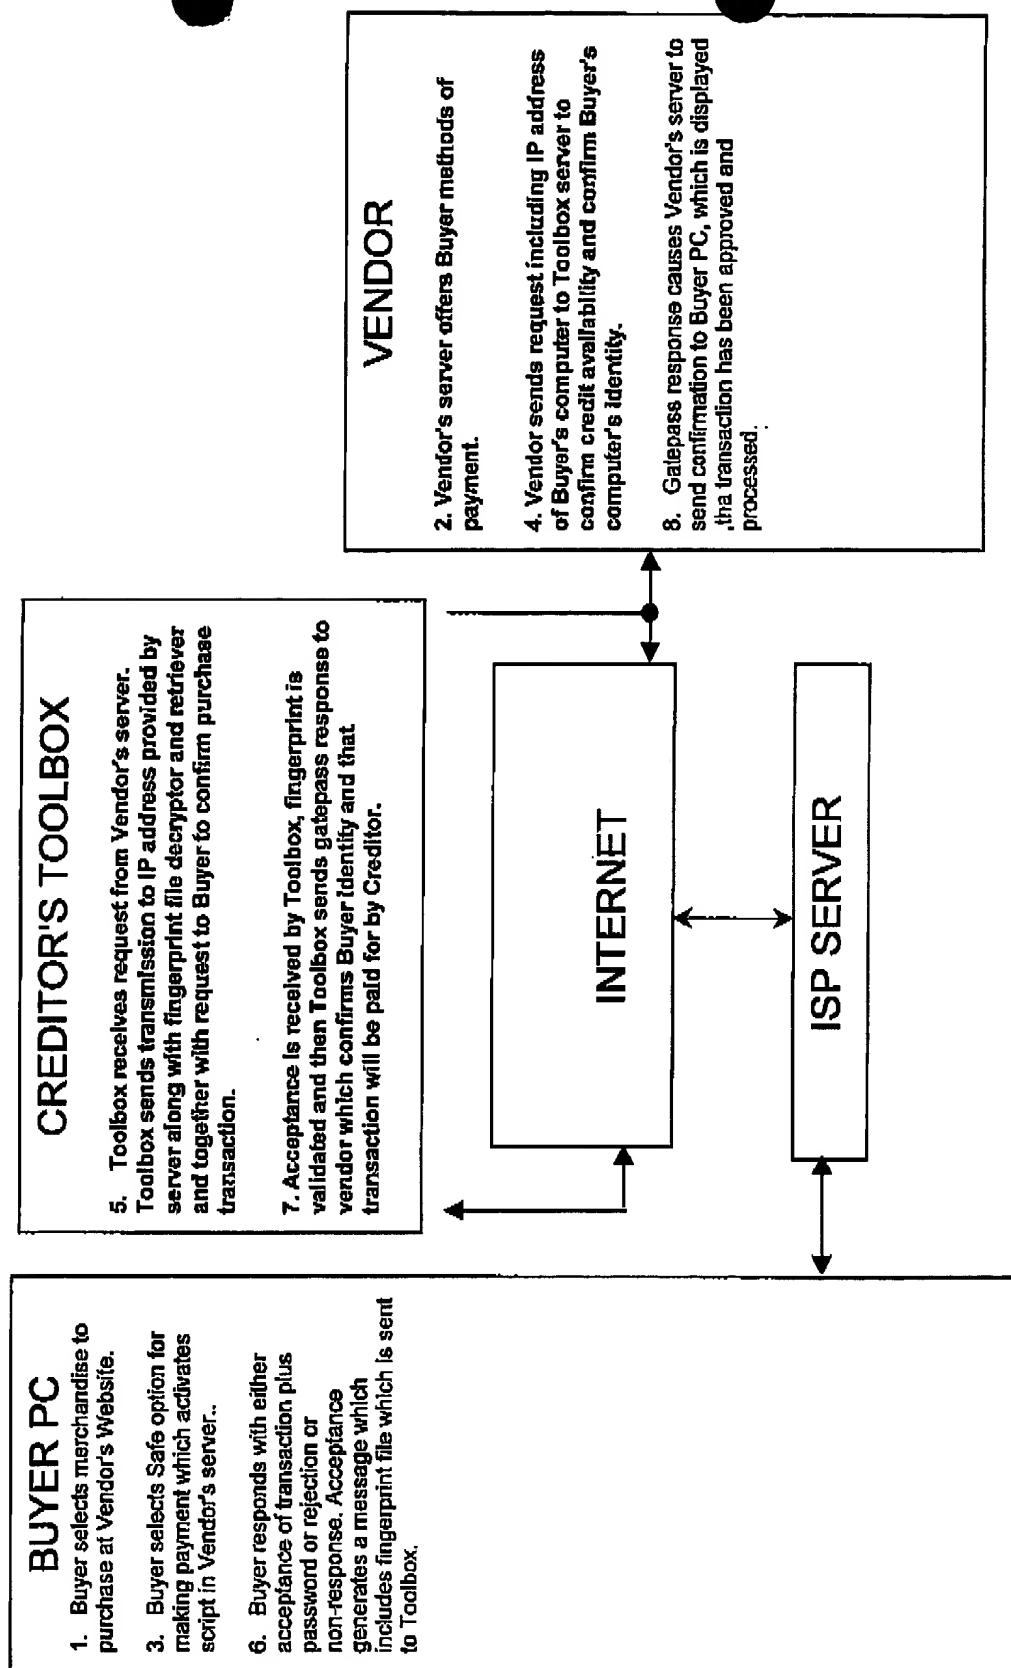 BUYER PC
1. Buyer selects merchandise to
purchase at Vendor's Website.
3. Buyer selects Safe option for
making payment which activates
script in Vendor's server..
6. Buyer responds with either
acceptance of transaction plus
password or rejection or
non-response. Acceptance
generates a message which
includes fingerprint file which is sent
to Toolbox.
CREDITOR'S TOOLBOX
5. Toolbox receives request from Vendor's server.
Toolbox sends transmission to IP address provided by
server along with fingerprint file decryptor and retriever
and together with request to Buyer to confirm purchase
transaction.
7. Acceptance is received by Toolbox, fingerprint is
validated and then Toolbox sends gatepass response to
vendor which confirms Buyer identity and that
transaction will be paid for by Creditor.
VENDOR
2. Vendor's server offers Buyer methods of
payment.
4. Vendor sends request including IP address
of Buyer's computer to Toolbox server to
confirm credit availability and confirm Buyer's
computer's identity.
8. Gatepass response causes Vendor's server to
send confirmation to Buyer PC, which is displayed
,tha transaction has been approved and
processed.
INTERNET
ISP SERVER